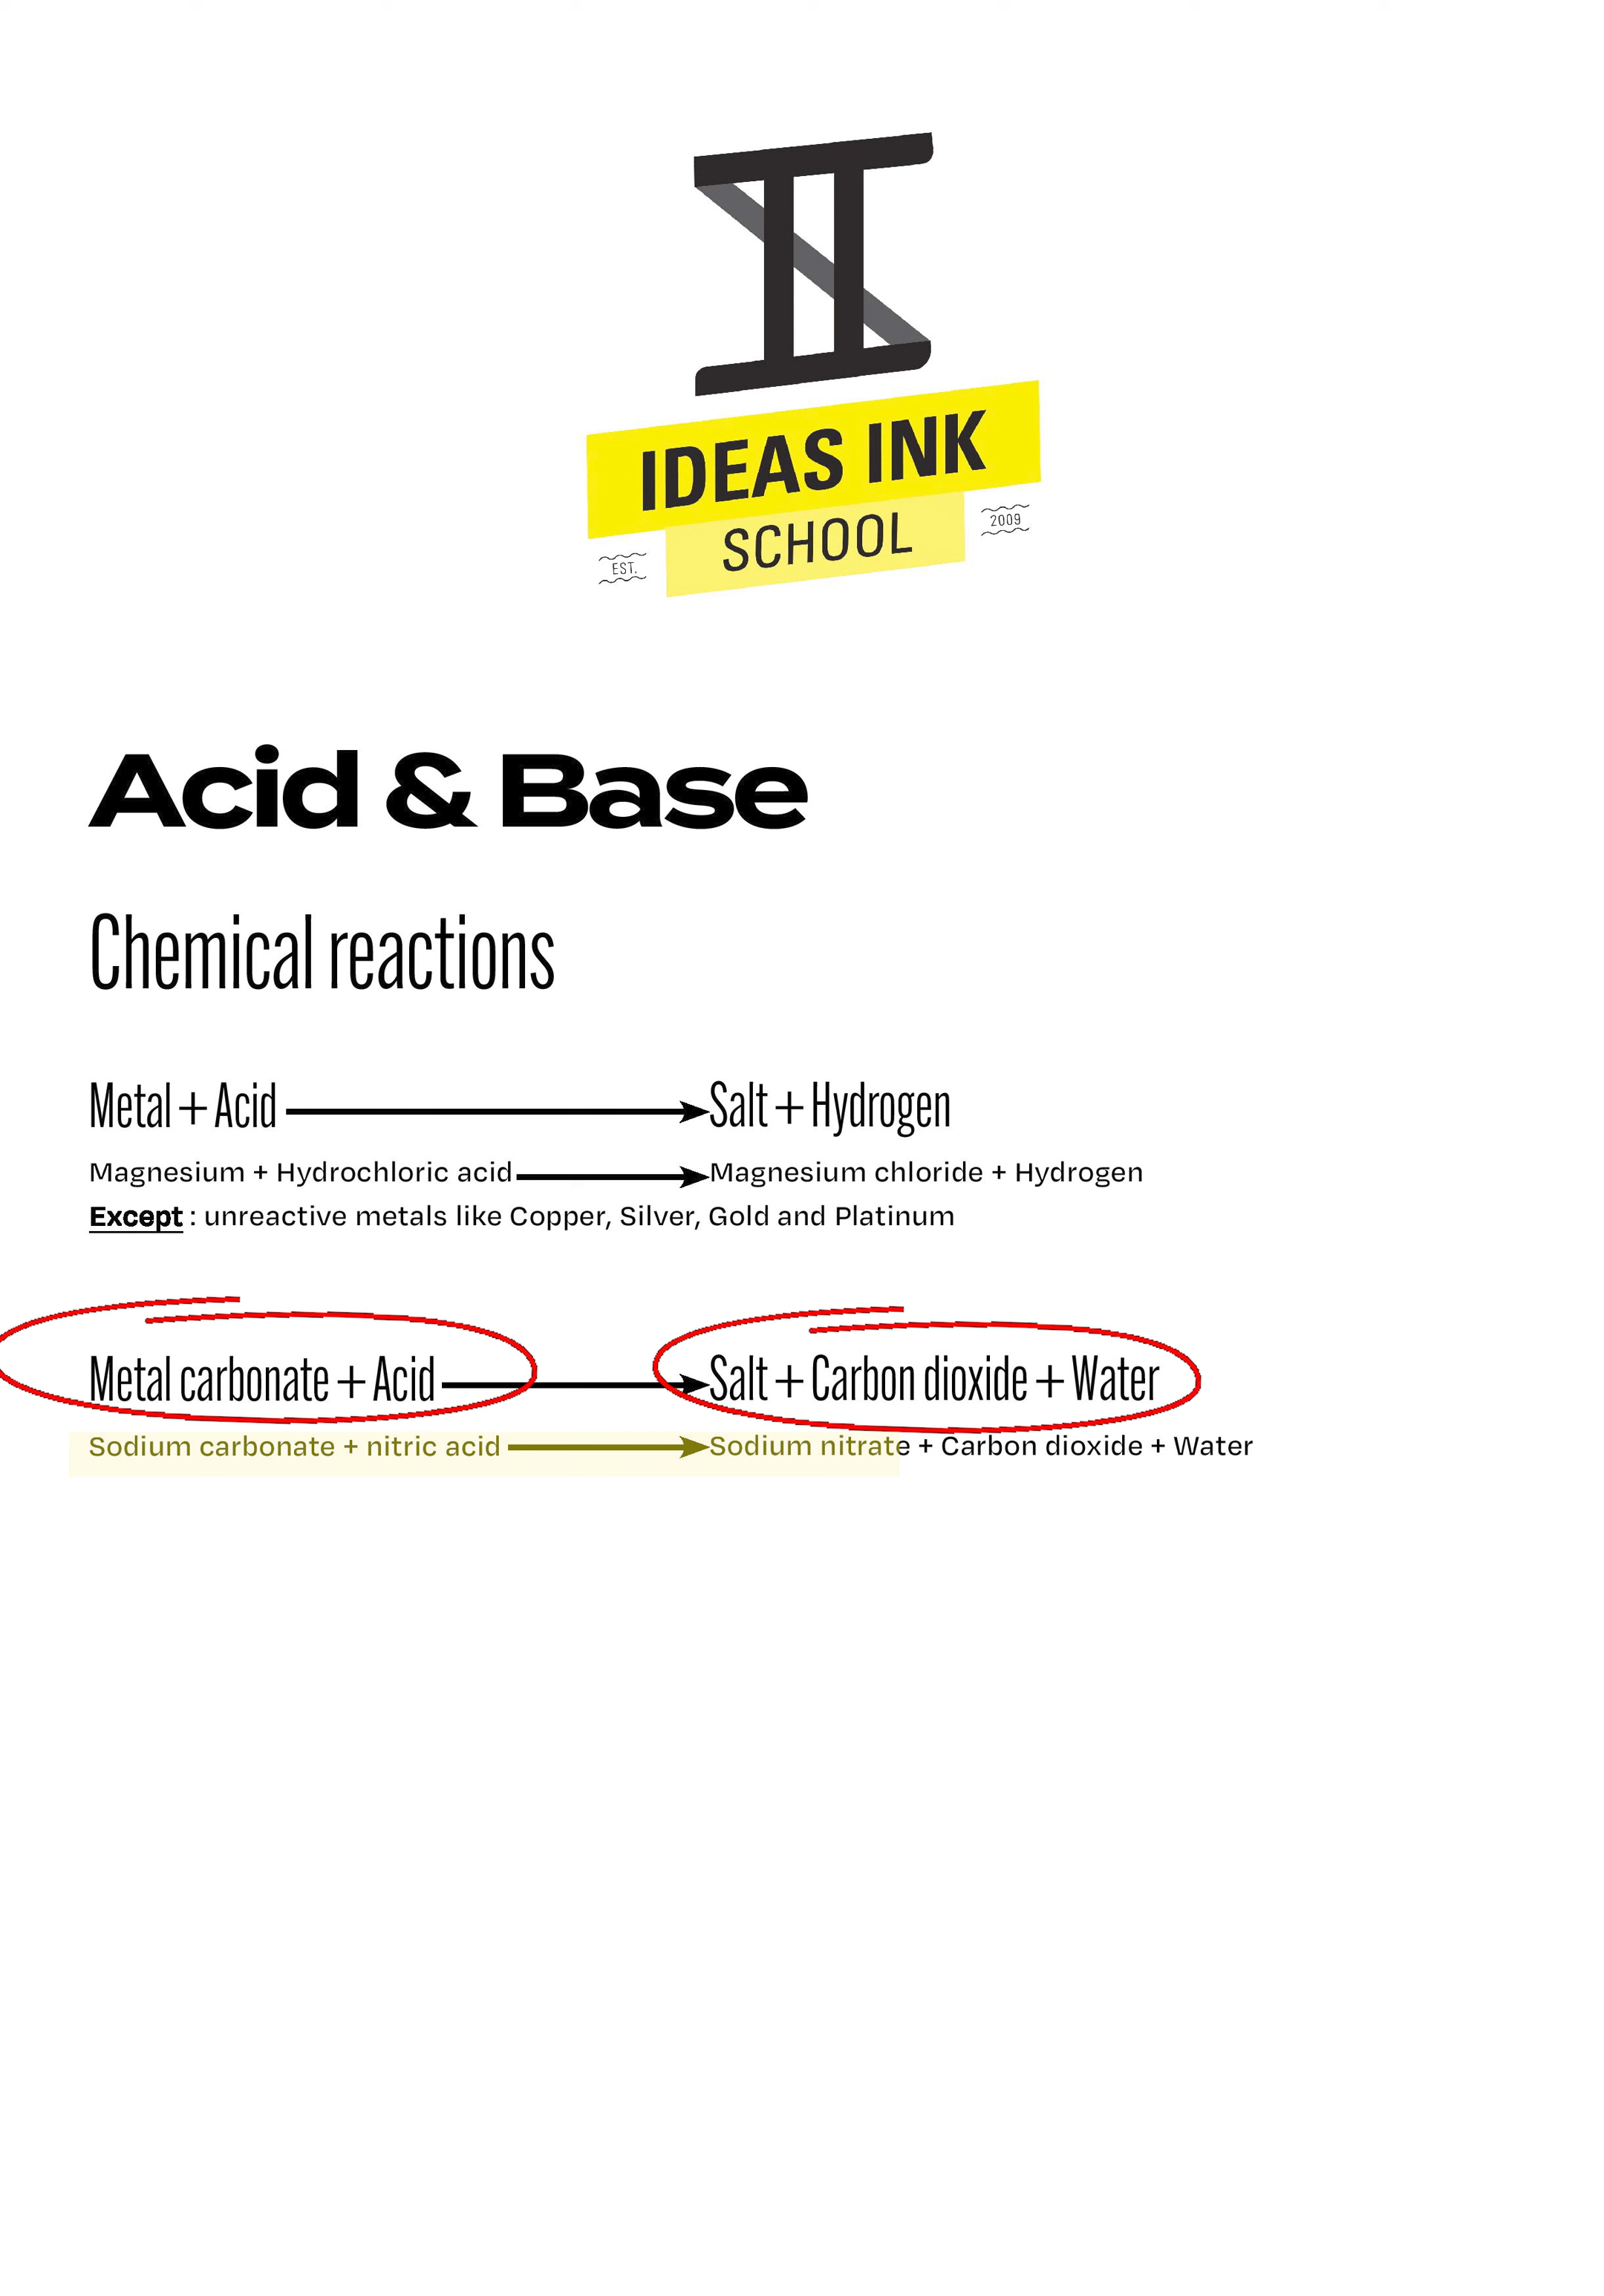 IDEAS INK
SCHOOL
EST.
2009
Acid & Base
Chemical reactions
Metal + Acid Salt + Hydrogen
Magnesium + Hydrochloric acid Magnesium chloride + Hydrogen
Except : unreactive metals like Copper, Silver, Gold and Platinum
Metal carbonate + Acid Salt + Carbon dioxide + Water
Sodium carbonate + nitric acid Sodium nitrate + Carbon dioxide + Water